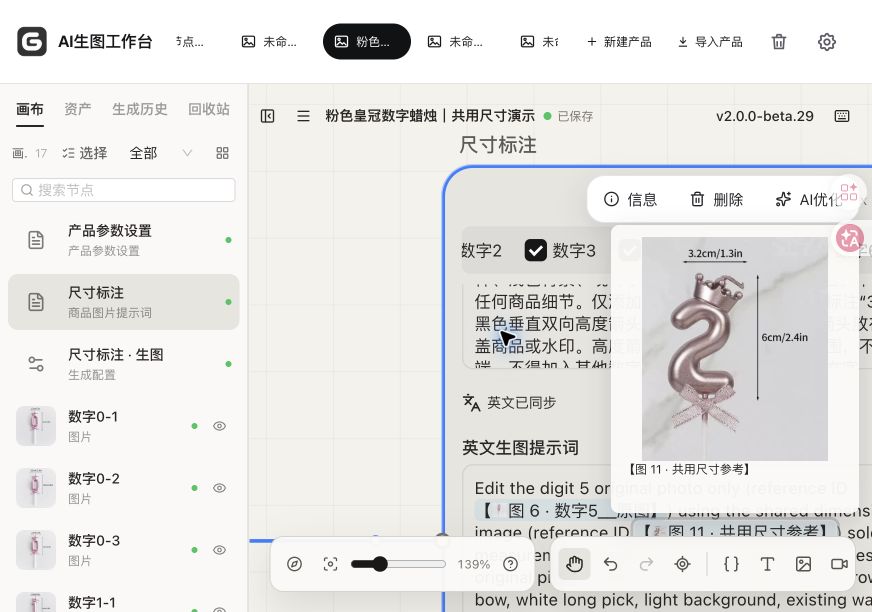 AI生图工作台
节点...
未命...
粉色...
未命...
未
新建产品
导入产品
画布
资产
生成历史
回收站
粉色皇冠数字蜡烛｜共用尺寸演示
已保存
v2.0.0-beta.29
画.
17
选择
全部
搜索节点
尺寸标注
信息
删除
AI优化
产品参数设置
产品参数设置
尺寸标注
商品图片提示词
尺寸标注 · 生图
生成配置
数字0-1
图片
数字0-2
图片
数字0-3
图片
数字1-1
数字2
数字3
任何商品细节。仅添加
黑色垂直双向高度箭头
盖商品或水印。高度
3.2cm/1.3in
6cm/2.4in
【图 11 · 共用尺寸参考】
英文已同步
英文生图提示词
Edit the digit 5 original photo only (reference ID
【图 6 · 数字5__原图】) using the shared dimens
image (reference ID【图 11 · 共用尺寸参考】) sol
139%
bow, white long pick, light background, existing wa